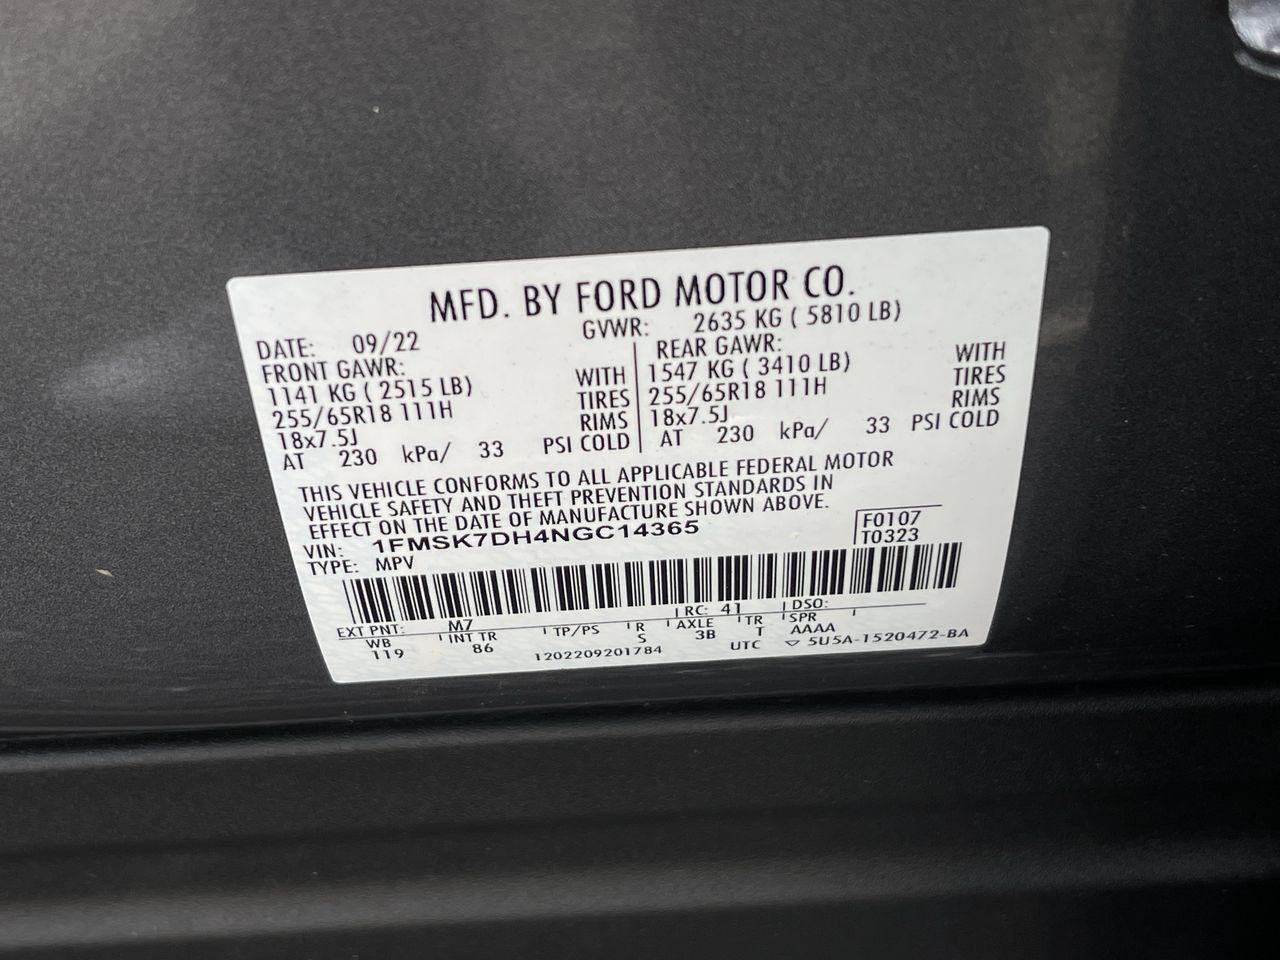 MFD. BY FORD MOTOR CO.
DATE: 09/22 GVWR: 2635 KG ( 5810 LB)
FRONT GAWR: REAR GAWR:
1141 KG ( 2515 LB) WITH 1547 KG ( 3410 LB) WITH
255/65R18 111H TIRES 255/65R18 111H TIRES
18x7.5J RIMS 18x7.5J RIMS
AT 230 kPa/ 33 PSI COLD AT 230 kPa/ 33 PSI COLD
THIS VEHICLE CONFORMS TO ALL APPLICABLE FEDERAL MOTOR
VEHICLE SAFETY AND THEFT PREVENTION STANDARDS IN
EFFECT ON THE DATE OF MANUFACTURE SHOWN ABOVE.
VIN: 1FMSK7DH4NGC14365 F0107
TYPE: MPV T0323
EXT PNT: M7 RC: 41 DSO:
WB INT TR TP/PS R AXLE TR SPR
119 86 S 3B T AAAA
1202209201784 UTC ▽ 5U5A-1520472-BA